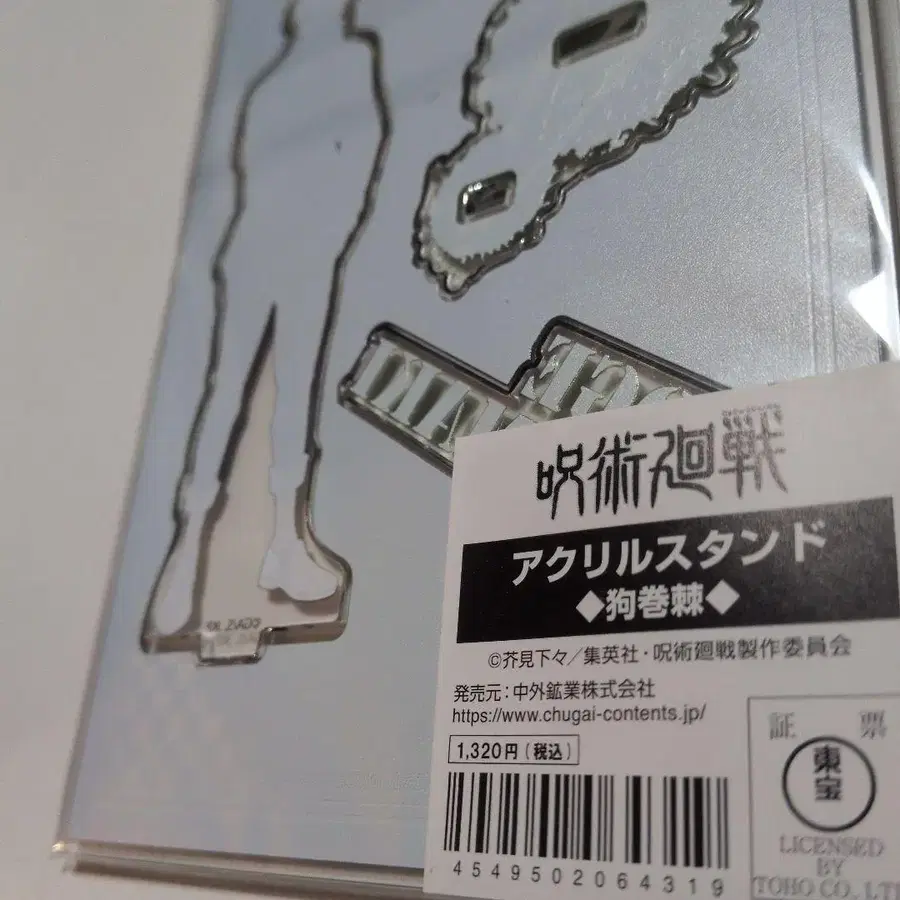 呪術廻戦
アクリルスタンド
◆狗巻棘◆
©芥見下々／集英社・呪術廻戦製作委員会
発売元：中外鉱業株式会社
https://www.chugai-contents.jp/
1,320円（税込）
4549502064319
証 票
東宝
LICENSED
BY
TOHO CO., LT